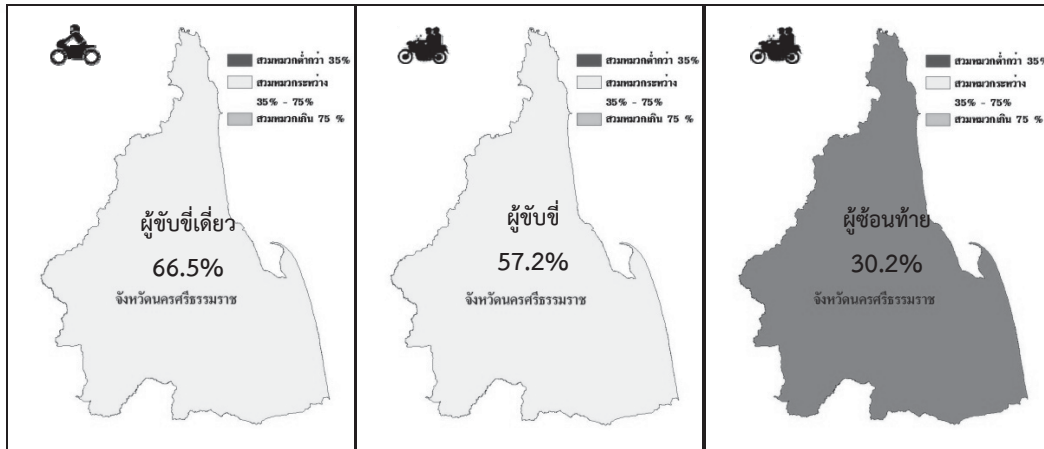 สวมหมวกต่ำกว่า 35%
สวมหมวกระหว่าง
35% - 75%
สวมหมวกเกิน 75 %
ผู้ขับขี่เดี่ยว
66.5%
จังหวัดนครศรีธรรมราช
สวมหมวกต่ำกว่า 35%
สวมหมวกระหว่าง
35% - 75%
สวมหมวกเกิน 75 %
ผู้ขับขี่
57.2%
จังหวัดนครศรีธรรมราช
สวมหมวกต่ำกว่า 35%
สวมหมวกระหว่าง
35% - 75%
สวมหมวกเกิน 75 %
ผู้ซ้อนท้าย
30.2%
จังหวัดนครศรีธรรมราช